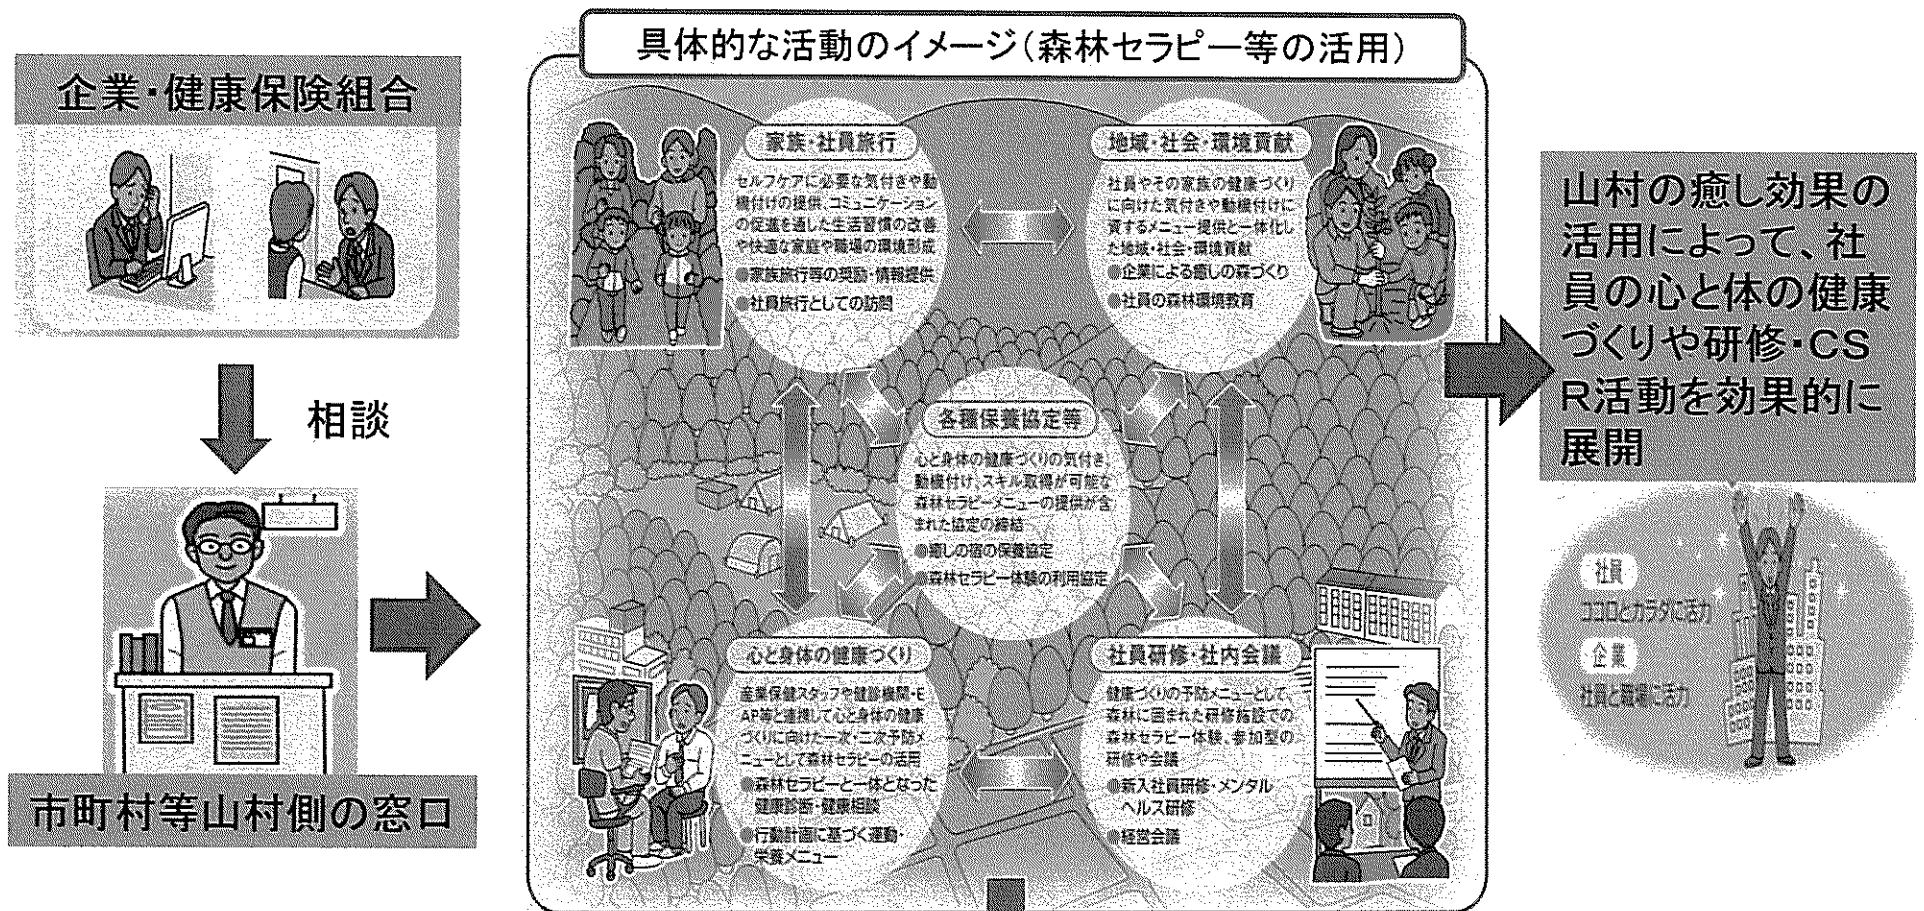 具体的な活動のイメージ(森林セラピー等の活用)
企業・健康保険組合
相談
市町村等山村側の窓口
家族・社員旅行
セルフケアに必要な気付きや動
機付けの提供、コミュニケーション
の促進を通した生活習慣の改善
や快適な家庭や職場の環境形成
●家族旅行等の奨励・情報提供
●社員旅行としての訪問
地域・社会・環境貢献
社員やその家族の健康づくり
に向けた気付きや動機付けに
資するメニュー提供と一体化し
た地域・社会・環境貢献
●企業による癒しの森づくり
●社員の森林環境教育
各種保養協定等
心と身体の健康づくりの気付き、
動機付け、スキル取得が可能な
森林セラピーメニューの提供が含
まれた協定の締結
●癒しの宿の保養協定
●森林セラピー体験の利用協定
心と身体の健康づくり
産業保健スタッフや健診機関・E
AP等と連携して心と身体の健康
づくりに向けた一次・二次予防メ
ニューとして森林セラピーの活用
●森林セラピーと一体となった
健康診断・健康相談
●行動計画に基づく運動・
栄養メニュー
社員研修・社内会議
健康づくりの予防メニューとして、
森林に囲まれた研修施設での
森林セラピー体験、参加型の
研修や会議
●新入社員研修・メンタル
ヘルス研修
●経営会議
山村の癒し効果の
活用によって、社
員の心と体の健康
づくりや研修・CS
R活動を効果的に
展開
社員
ココロとカラダに活力
企業
社員と職場に活力